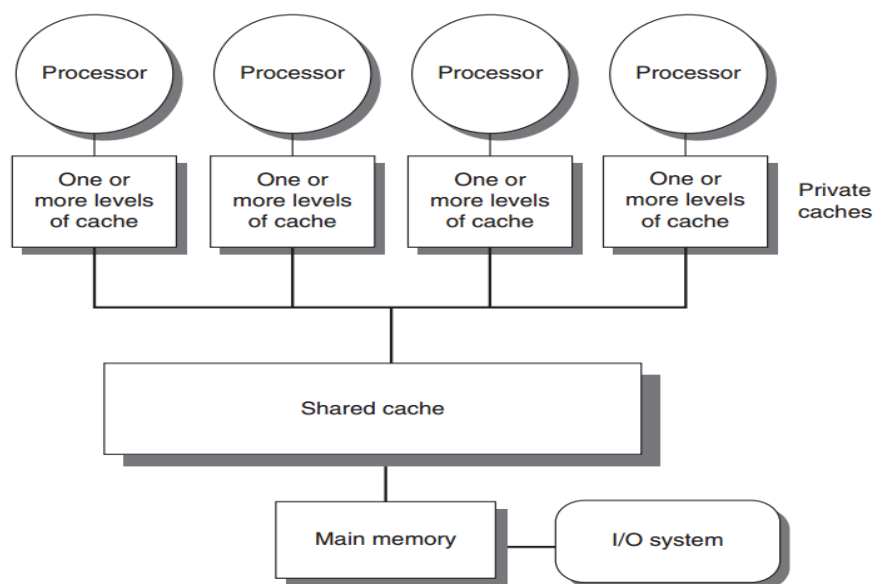 Processor
Processor
Processor
Processor
One or
more levels
of cache
One or
more levels
of cache
One or
more levels
of cache
One or
more levels
of cache
Private
caches
Shared cache
Main memory
I/O system